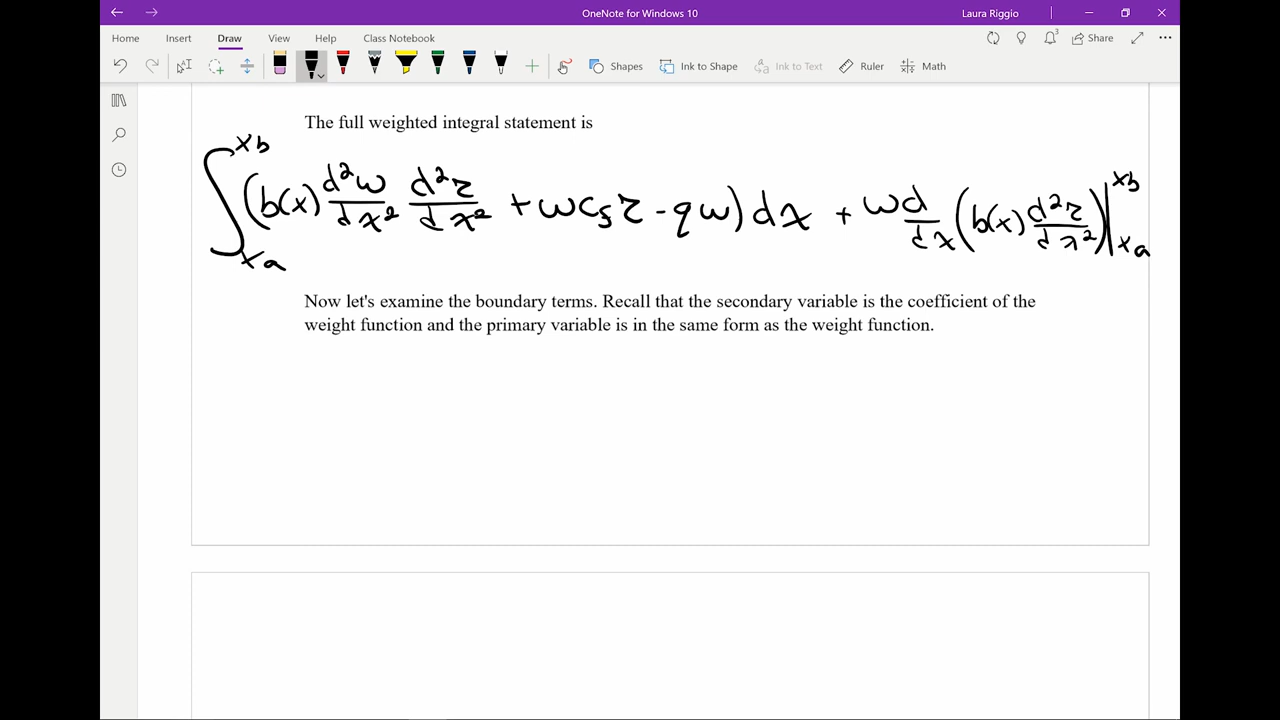 OneNote for Windows 10
Laura Riggio
Home Insert Draw View Help Class Notebook
3 Share
Shapes Ink to Shape Ink to Text Ruler Math
The full weighted integral statement is
∫_{xa}^{xb} (b(x) d²w/dx² d²z/dx² + wc_f z - qw) dx + w d/dx (b(x) d²z/dx²)|_{xa}^{xb}
Now let's examine the boundary terms. Recall that the secondary variable is the coefficient of the
weight function and the primary variable is in the same form as the weight function.